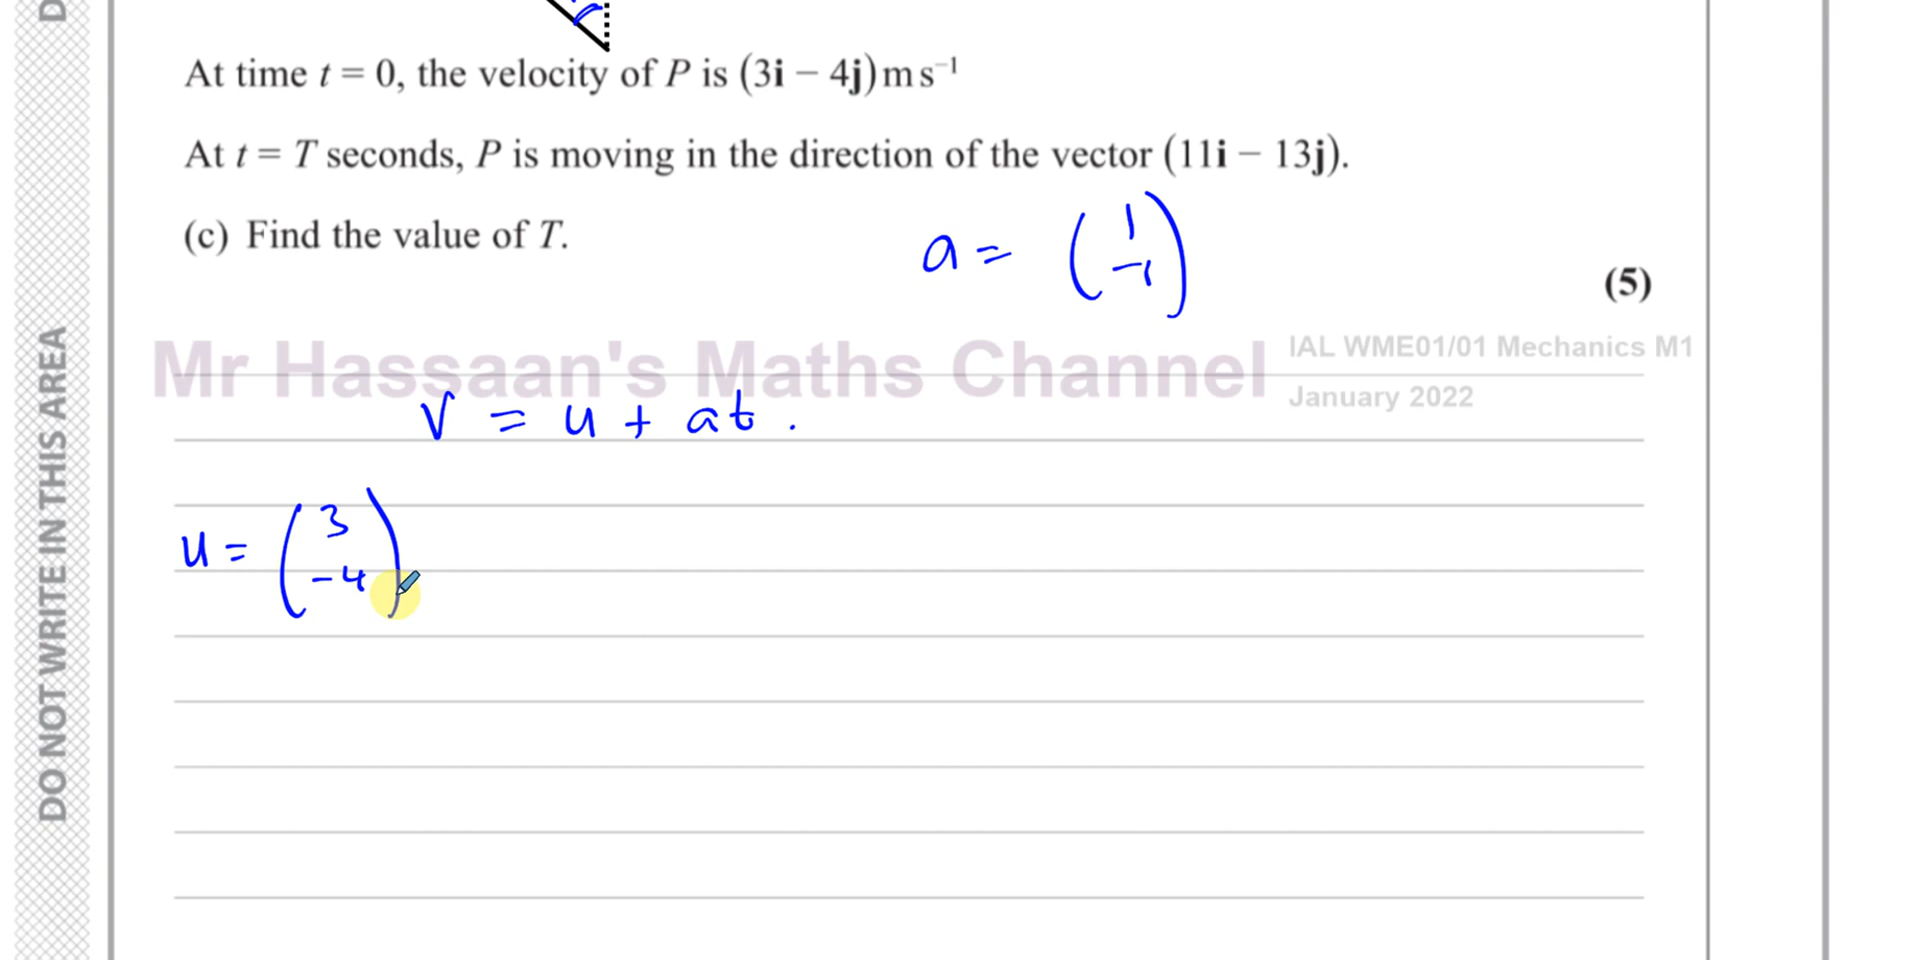 At time t = 0, the velocity of P is (3i − 4j) m s⁻¹
At t = T seconds, P is moving in the direction of the vector (11i − 13j).
(c) Find the value of T.
a = (1 −1)
(5)
Mr Hassaan's Maths Channel
IAL WME01/01 Mechanics M1
January 2022
v = u + at.
u = (3 −4)
DO NOT WRITE IN THIS AREA